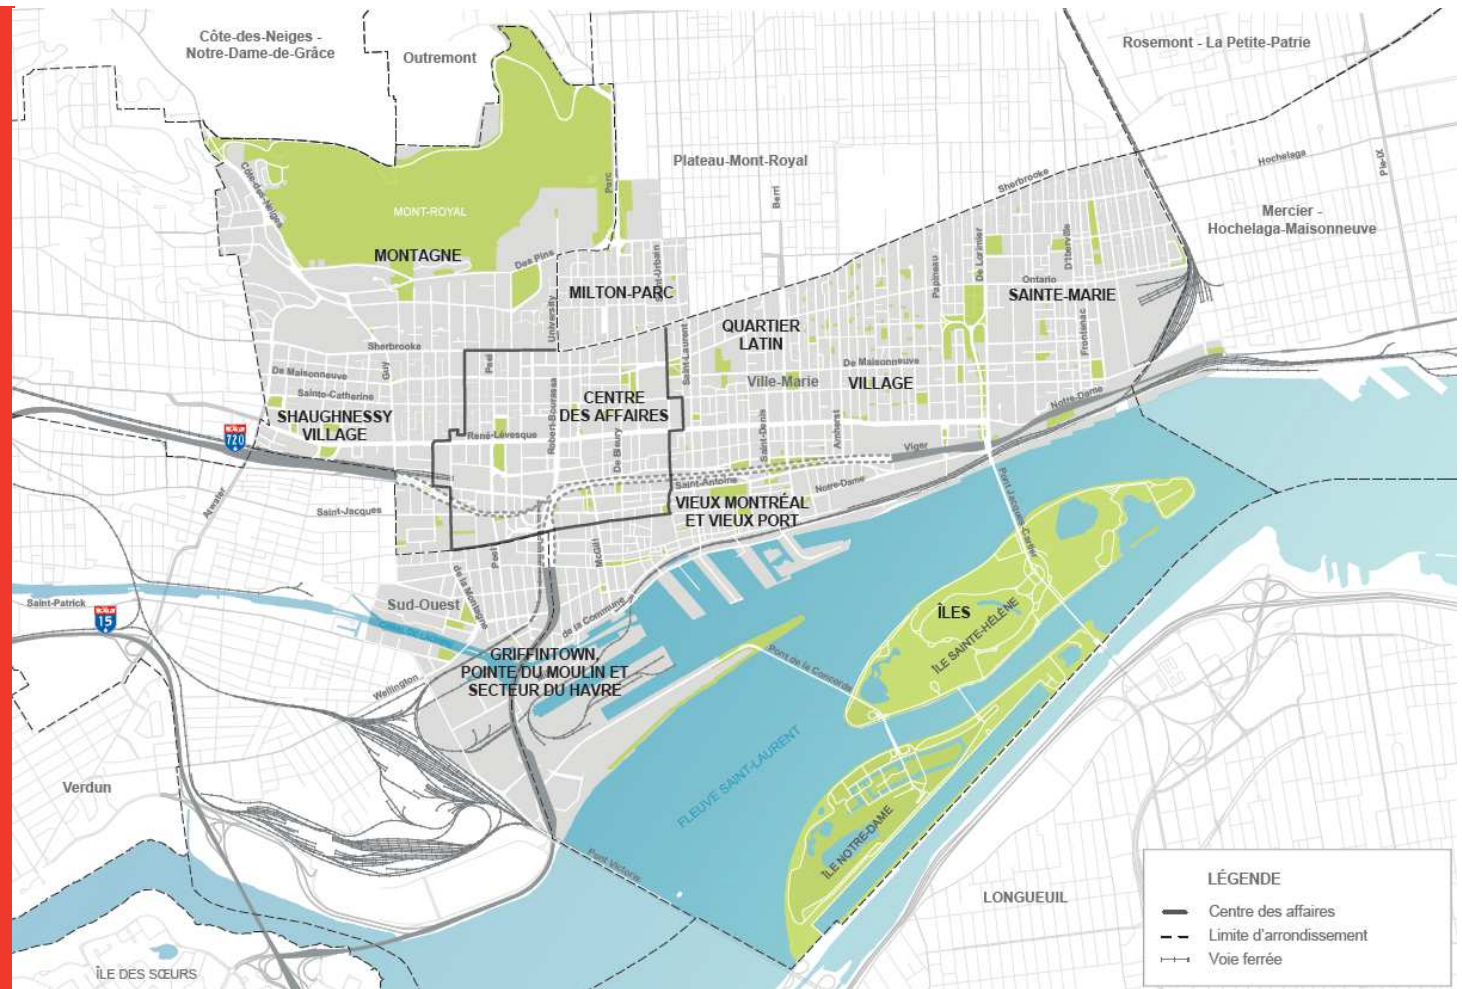 Côte-des-Neiges -
Notre-Dame-de-Grâce
Outremont
Rosemont - La Petite-Patrie
Plateau-Mont-Royal
Hochelaga
Pie-IX
Mercier -
Hochelaga-Maisonneuve
Côte-des-Neiges
Parc
Berri
Sherbrooke
MONT-ROYAL
MONTAGNE
Des Pins
Saint-Urbain
MILTON-PARC
Papineau
De Lorimier
D'Iberville
Ontario
SAINTE-MARIE
University
QUARTIER
LATIN
Frontenac
Sherbrooke
Peel
Guy
Saint-Laurent
De Maisonneuve
De Maisonneuve
Ville-Marie
VILLAGE
Sainte-Catherine
CENTRE
DES AFFAIRES
Notre-Dame
SHAUGHNESSY
VILLAGE
René-Lévesque
Robert-Bourassa
De Bleury
Saint-Denis
Amherst
Viger
720
Atwater
Saint-Jacques
Saint-Antoine
Notre-Dame
VIEUX MONTRÉAL
ET VIEUX PORT
Pont Jacques-Cartier
Peel
McGill
de la Montagne
de la Commune
Saint-Patrick
15
Sud-Ouest
ÎLES
ÎLE SAINTE-HÉLÈNE
GRIFFINTOWN,
POINTE DU MOULIN ET
SECTEUR DU HAVRE
Wellington
Pont de la Concorde
FLEUVE SAINT-LAURENT
Verdun
ÎLE NOTRE-DAME
Pont Victoria
LONGUEUIL
ÎLE DES SŒURS
LÉGENDE
Centre des affaires
Limite d'arrondissement
Voie ferrée